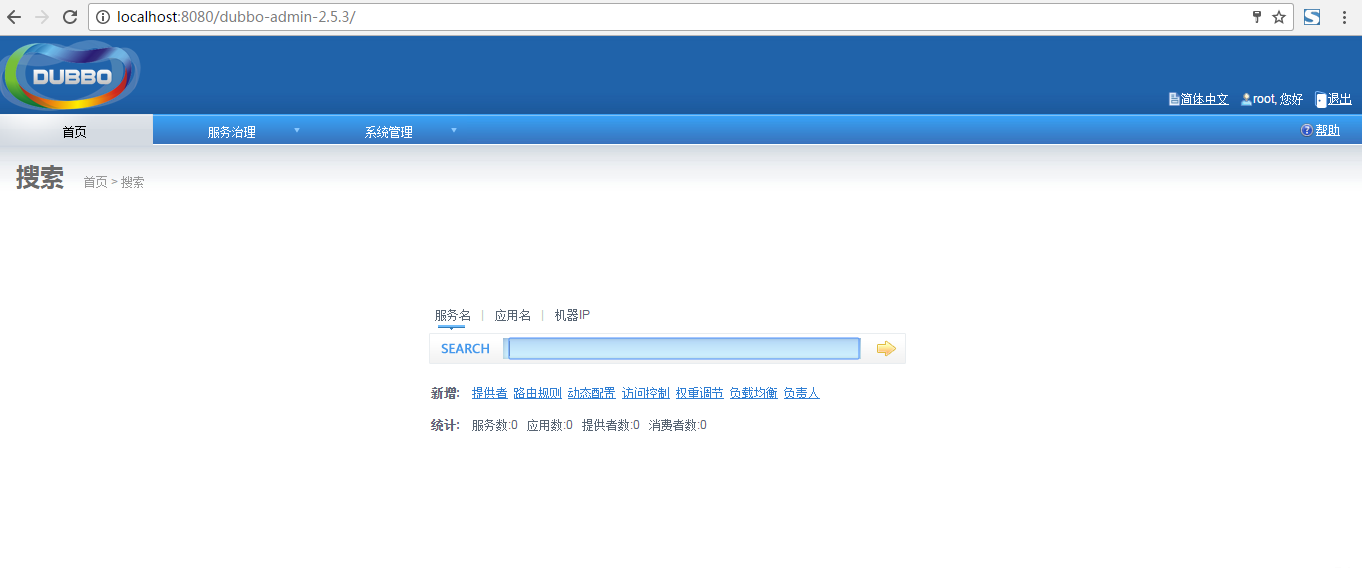 localhost:8080/dubbo-admin-2.5.3/
DUBBO
简体中文 root, 您好 退出
首页 服务治理 系统管理 帮助
搜索 首页 > 搜索
服务名 | 应用名 | 机器IP
SEARCH
新增: 提供者 路由规则 动态配置 访问控制 权重调节 负载均衡 负责人
统计: 服务数:0 应用数:0 提供者数:0 消费者数:0